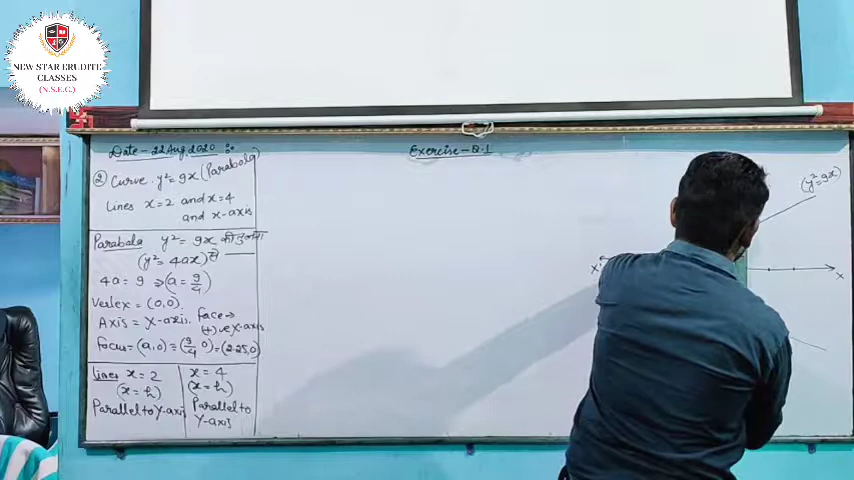 NEW STAR ERUDITE
CLASSES
(N.S.E.C.)
Date - 22 Aug 2020
Exercise - 8.1
② Curve y² = 9x (Parabola)
Lines x = 2 and x = 4
and x-axis
Parabola y² = 9x की तुलना
(y² = 4ax) से
4a = 9 ⇒ (a = 9/4)
Vertex = (0,0)
Axis = X-axis. Face →
(+)ve X-axis
Focus = (a,0) = (9/4, 0) = (2.25,0)
Lines x = 2
(x = h)
Parallel to Y-axis
x = 4
(x = h)
Parallel to
Y-axis
(y² = 9x)
X'
X